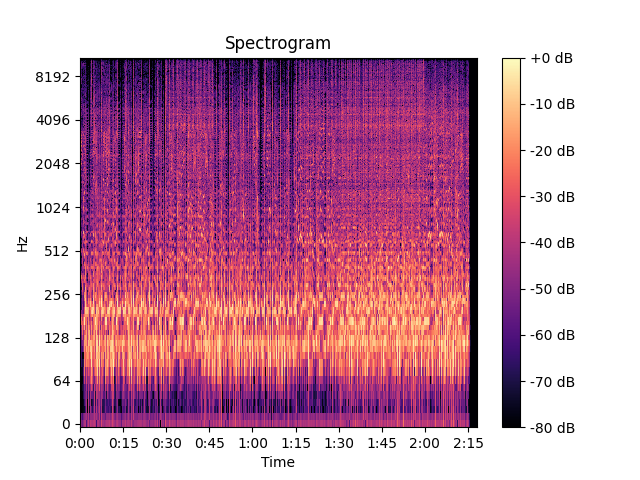 Spectrogram
Hz
8192
4096
2048
1024
512
256
128
64
0
0:00 0:15 0:30 0:45 1:00 1:15 1:30 1:45 2:00 2:15
Time
+0 dB
-10 dB
-20 dB
-30 dB
-40 dB
-50 dB
-60 dB
-70 dB
-80 dB